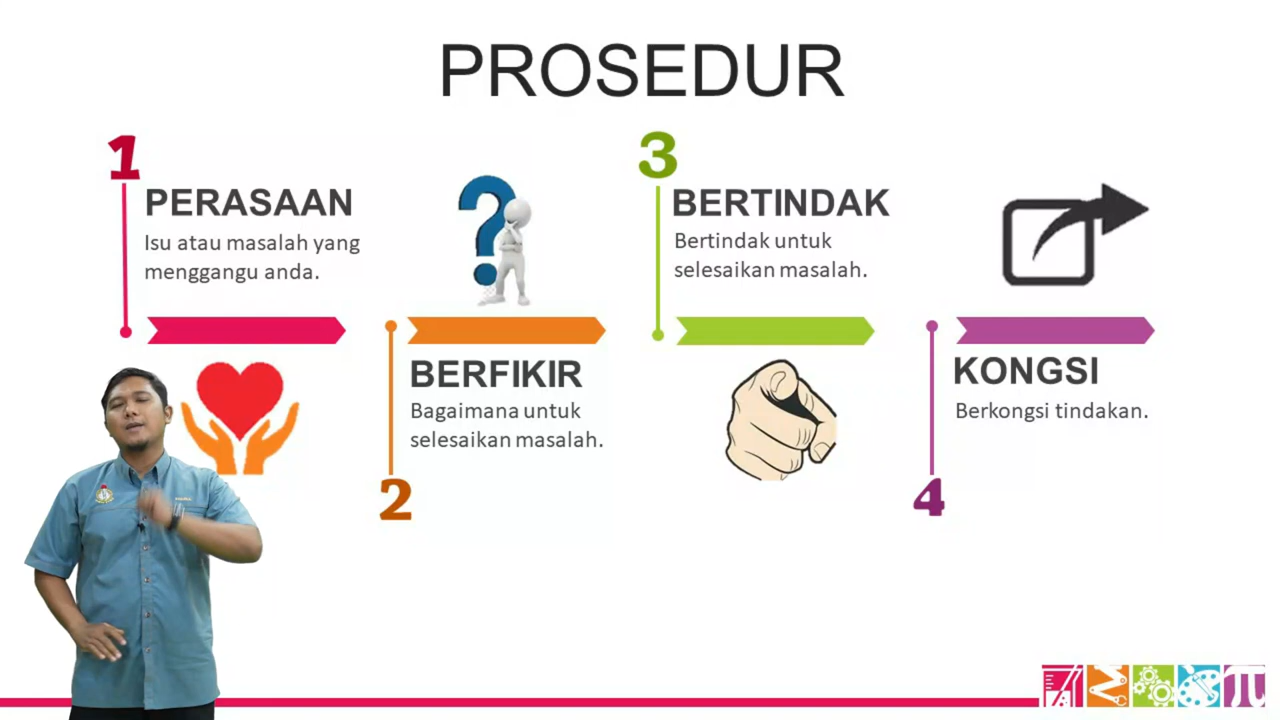 PROSEDUR
1
PERASAAN
Isu atau masalah yang
menggangu anda.
BERFIKIR
Bagaimana untuk
selesaikan masalah.
2
3
BERTINDAK
Bertindak untuk
selesaikan masalah.
KONGSI
Berkongsi tindakan.
4
π